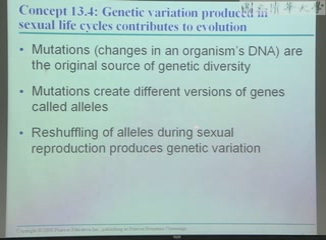 Concept 13.4: Genetic variation produced in
sexual life cycles contributes to evolution
• Mutations (changes in an organism's DNA) are
the original source of genetic diversity
• Mutations create different versions of genes
called alleles
• Reshuffling of alleles during sexual
reproduction produces genetic variation